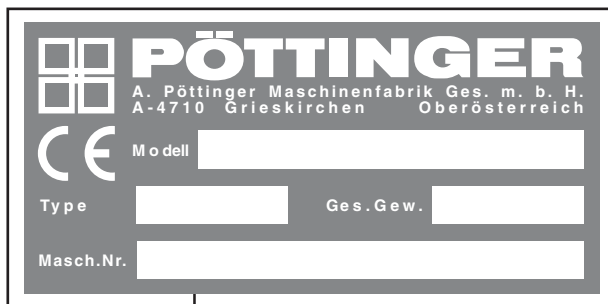 PÖTTINGER
A. Pöttinger Maschinenfabrik Ges. m. b. H.
A-4710 Grieskirchen Oberösterreich
CE Modell
Type Ges.Gew.
Masch.Nr.